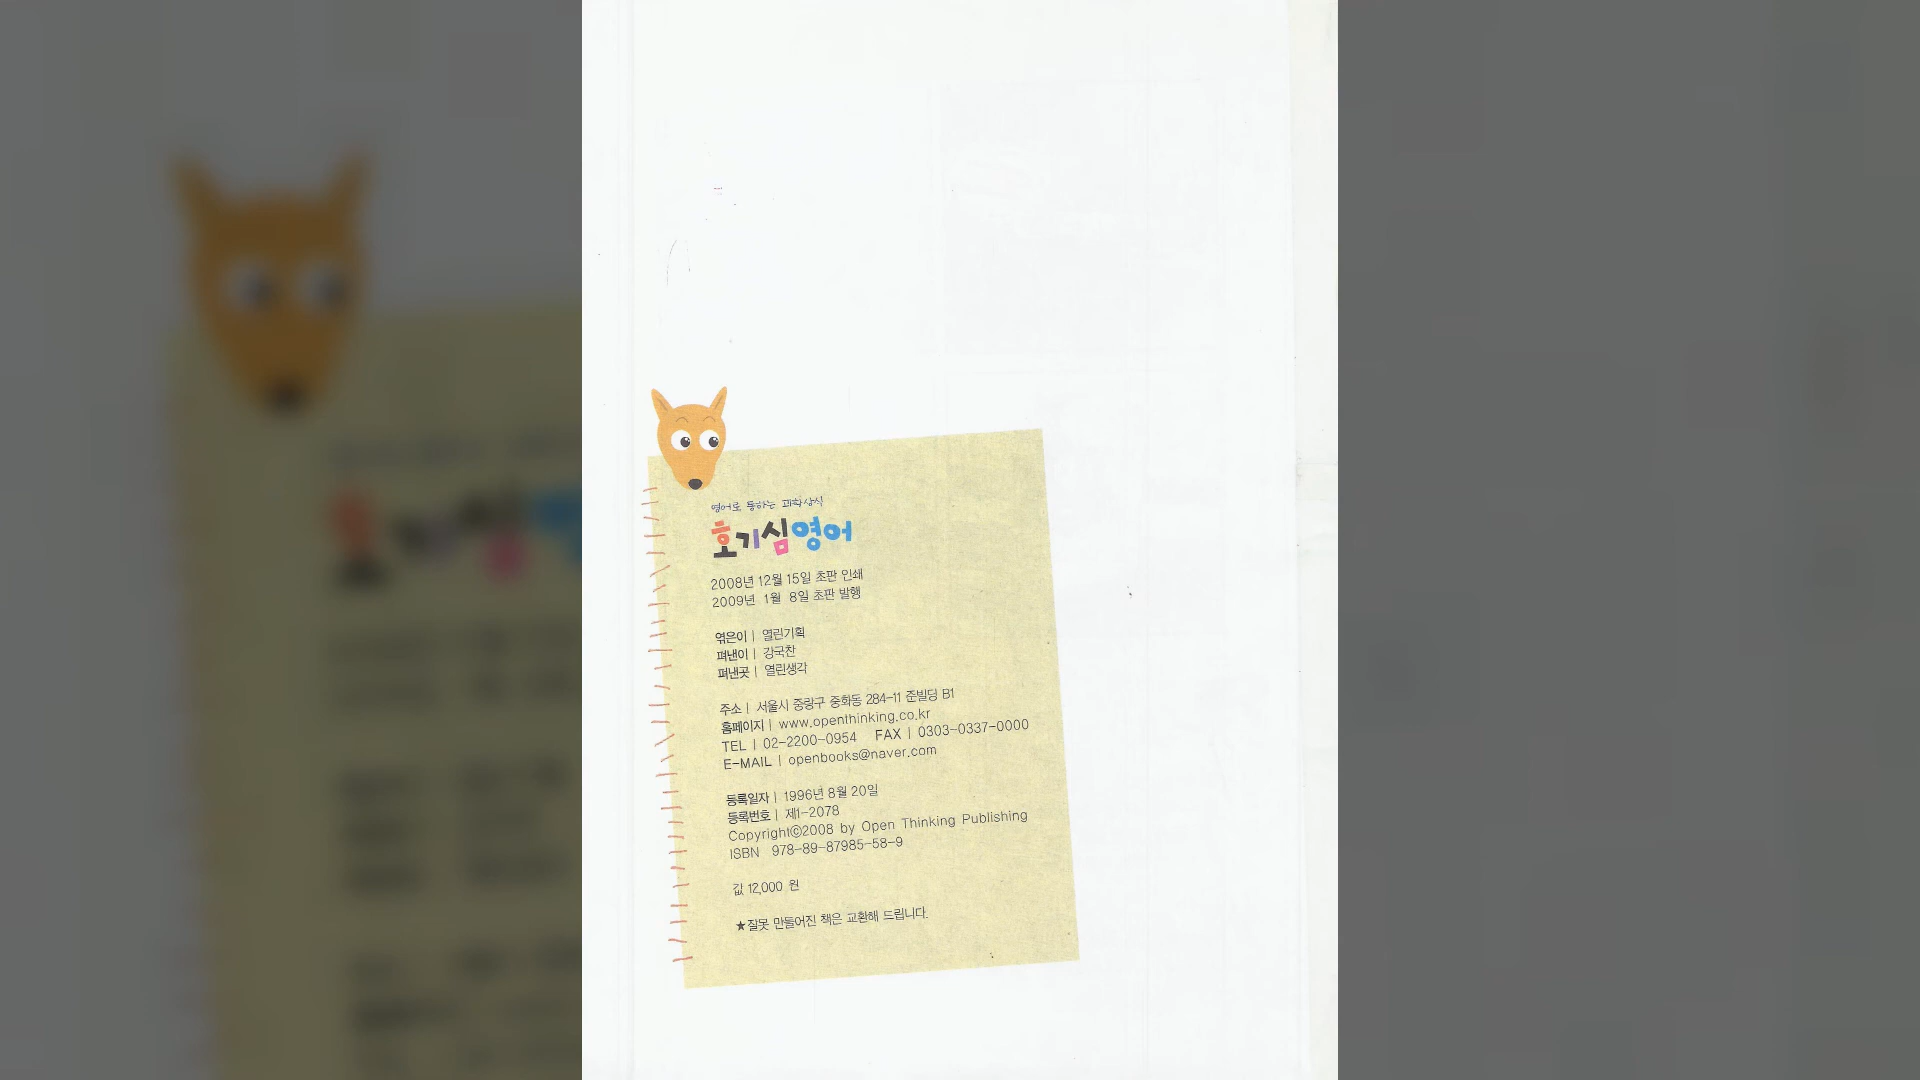 영어로 통하는 과학상식
호기심영어
2008년 12월 15일 초판 인쇄
2009년 1월 8일 초판 발행
엮은이 | 열린기획
펴낸이 | 강국찬
펴낸곳 | 열린생각
주소 | 서울시 중랑구 중화동 284-11 준빌딩 B1
홈페이지 | www.openthinking.co.kr
TEL | 02-2200-0954 FAX | 0303-0337-0000
E-MAIL | openbooks@naver.com
등록일자 | 1996년 8월 20일
등록번호 | 제1-2078
Copyrightⓒ2008 by Open Thinking Publishing
ISBN 978-89-87985-58-9
값 12,000 원
★잘못 만들어진 책은 교환해 드립니다.